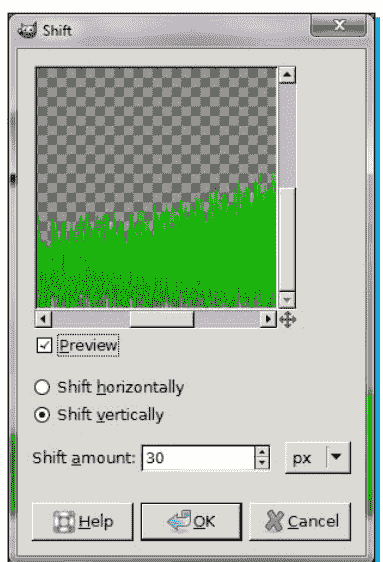 Shift
Preview
Shift horizontally
Shift vertically
Shift amount: 30 px
Help OK Cancel